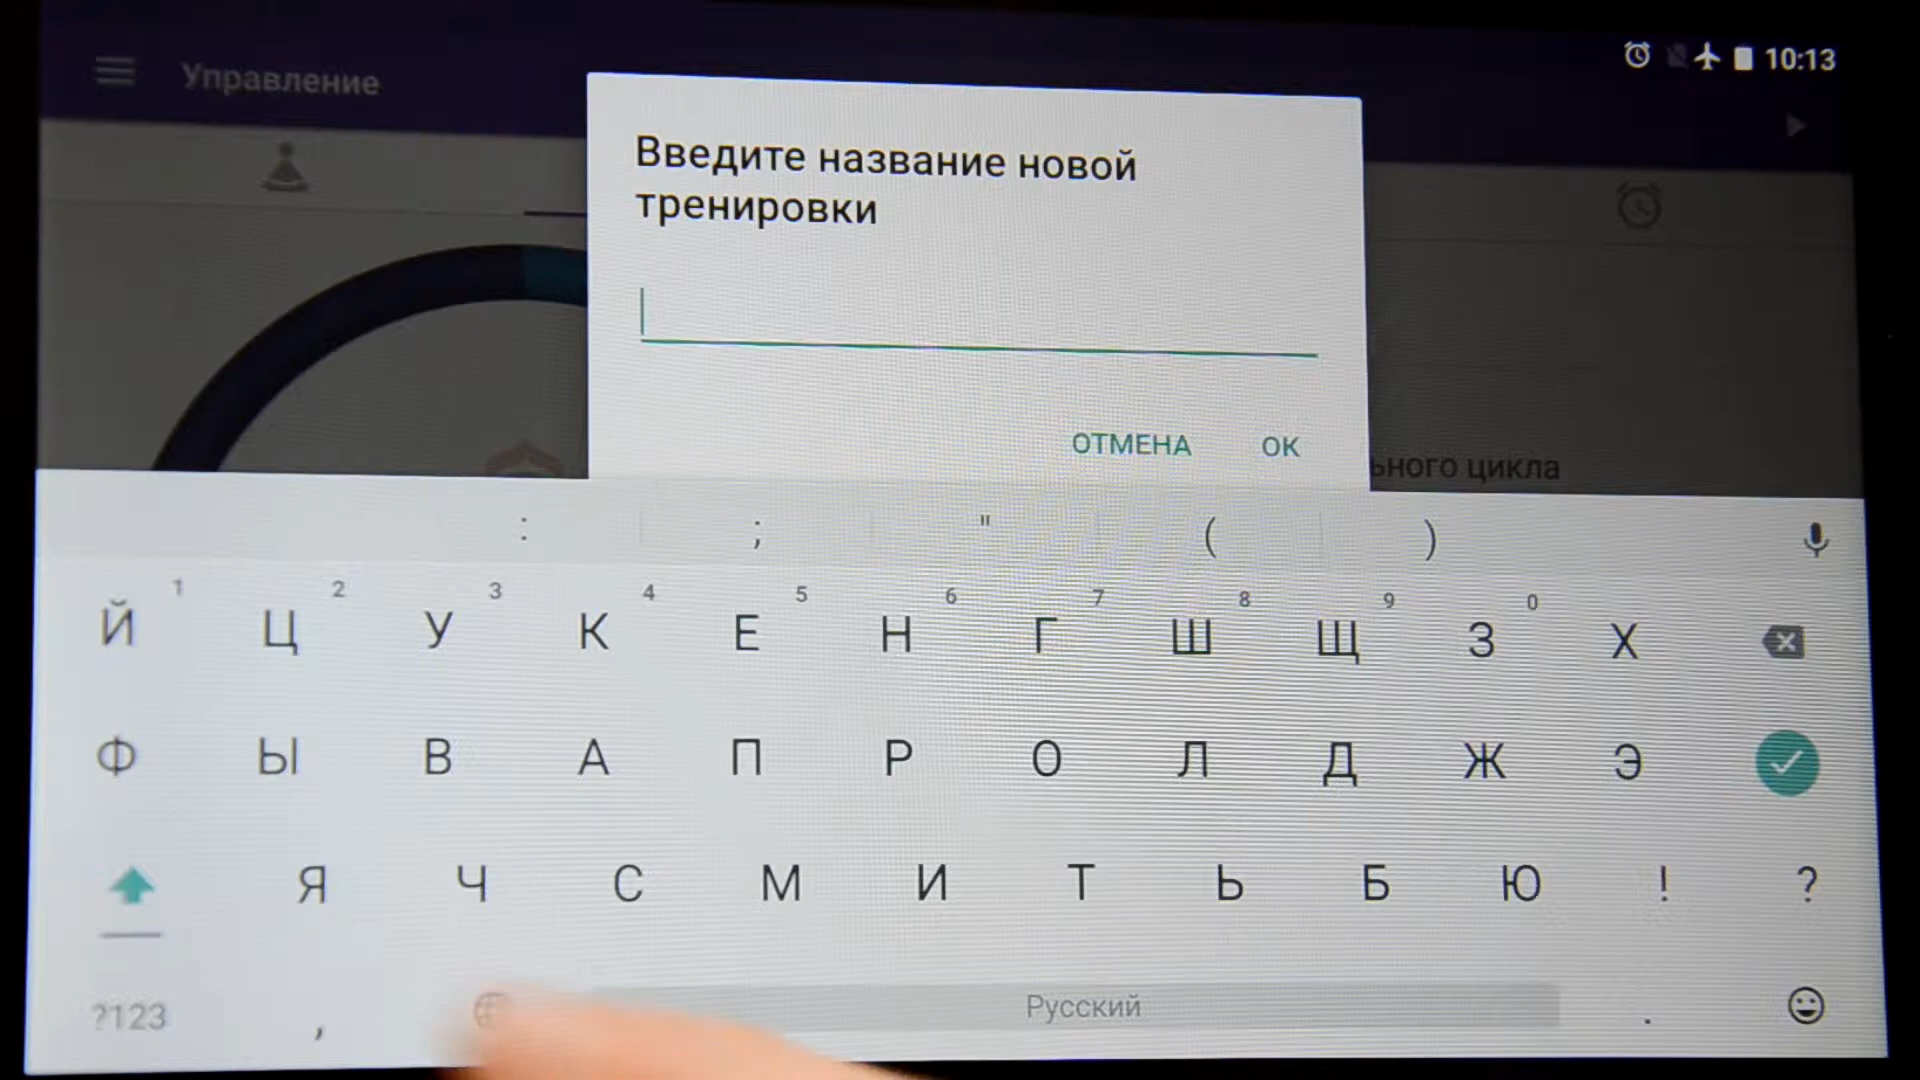 Управление
10:13
Введите название новой
тренировки
ОТМЕНА ОК
ьного цикла
: ; " ( )
1 2 3 4 5 6 7 8 9 0
Й Ц У К Е Н Г Ш Щ З Х
Ф Ы В А П Р О Л Д Ж Э
Я Ч С М И Т Ь Б Ю ! ?
?123 , Русский .